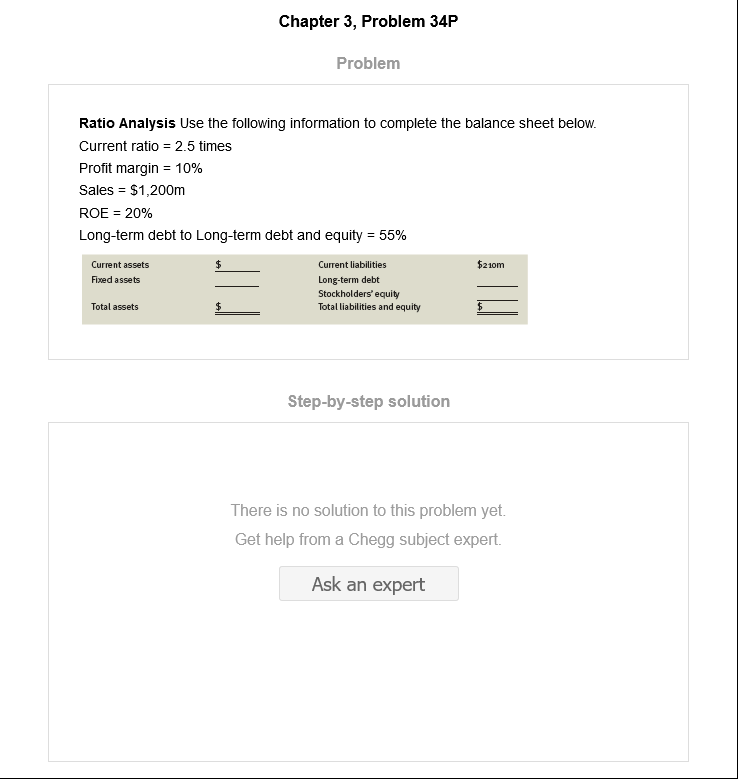 Chapter 3, Problem 34P
Problem
Ratio Analysis Use the following information to complete the balance sheet below.
Current ratio = 2.5 times
Profit margin = 10%
Sales = $1,200m
ROE = 20%
Long-term debt to Long-term debt and equity = 55%
Current assets $ Current liabilities $210m
Fixed assets Long-term debt
Stockholders' equity
Total assets $ Total liabilities and equity $
Step-by-step solution
There is no solution to this problem yet.
Get help from a Chegg subject expert.
Ask an expert